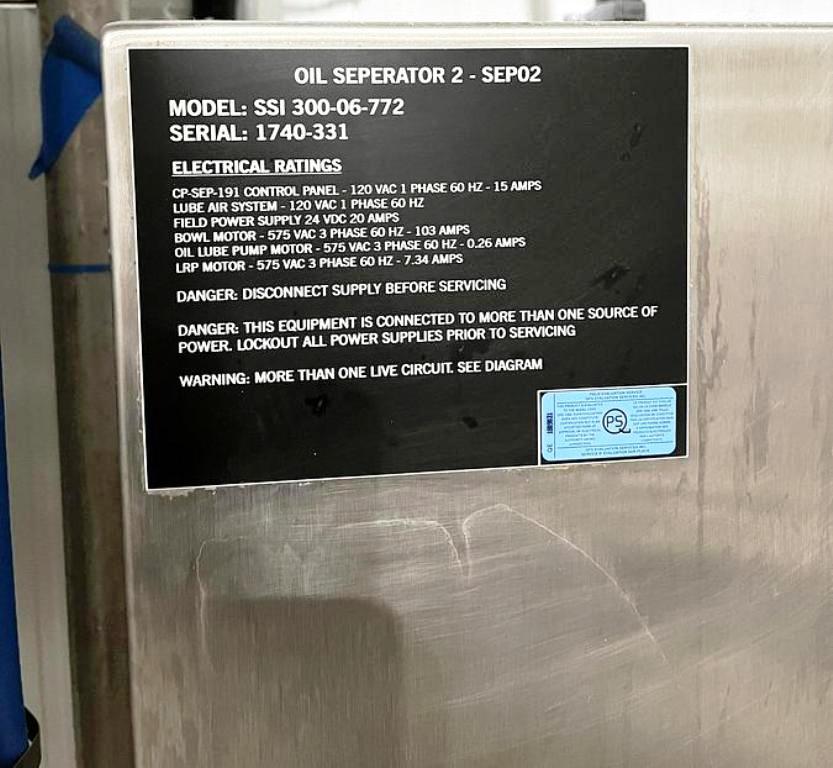 OIL SEPERATOR 2 - SEP02
MODEL: SSI 300-06-772
SERIAL: 1740-331
ELECTRICAL RATINGS
CP-SEP-191 CONTROL PANEL - 120 VAC 1 PHASE 60 HZ - 15 AMPS
LUBE AIR SYSTEM - 120 VAC 1 PHASE 60 HZ
FIELD POWER SUPPLY 24 VDC 20 AMPS
BOWL MOTOR - 575 VAC 3 PHASE 60 HZ - 103 AMPS
OIL LUBE PUMP MOTOR - 575 VAC 3 PHASE 60 HZ - 0.26 AMPS
LRP MOTOR - 575 VAC 3 PHASE 60 HZ - 7.34 AMPS
DANGER: DISCONNECT SUPPLY BEFORE SERVICING
DANGER: THIS EQUIPMENT IS CONNECTED TO MORE THAN ONE SOURCE OF
POWER. LOCKOUT ALL POWER SUPPLIES PRIOR TO SERVICING
WARNING: MORE THAN ONE LIVE CIRCUIT. SEE DIAGRAM
FIELD EVALUATION SERVICE
QPS